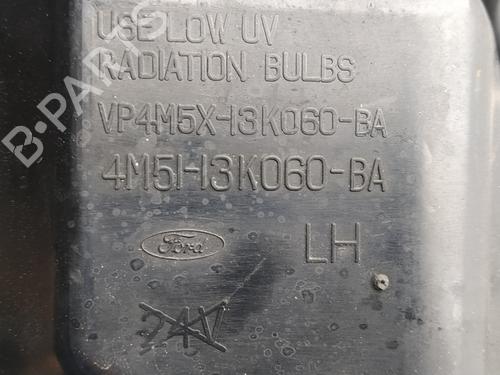 USE LOW UV
RADIATION BULBS
VP4M5X-13K060-BA
4M51-13K060-BA
Ford
LH
24V
B-PARTS